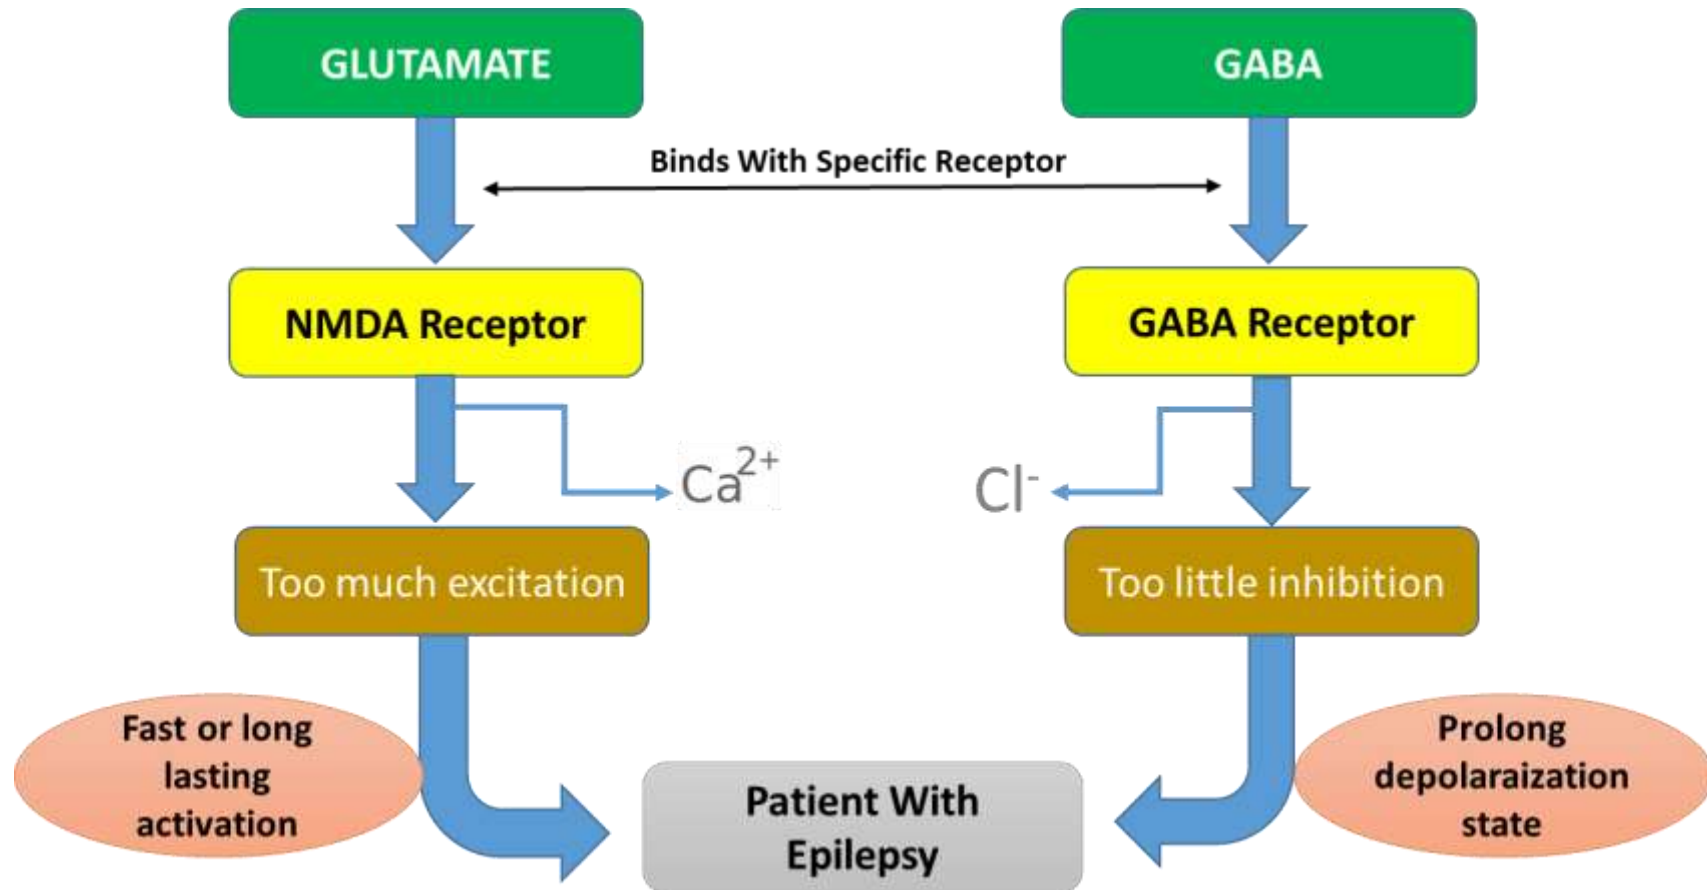 GLUTAMATE
GABA
Binds With Specific Receptor
NMDA Receptor
GABA Receptor
Ca2+
Cl-
Too much excitation
Too little inhibition
Fast or long
lasting
activation
Patient With
Epilepsy
Prolong
depolaraization
state